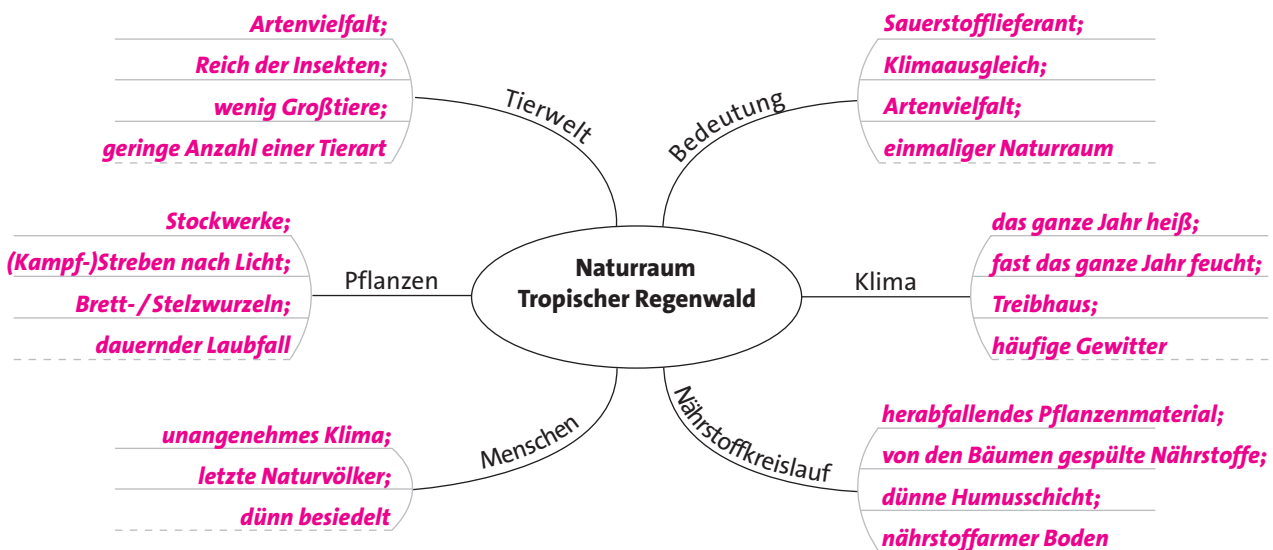 Naturraum
Tropischer Regenwald
Tierwelt
Artenvielfalt;
Reich der Insekten;
wenig Großtiere;
geringe Anzahl einer Tierart
Bedeutung
Sauerstofflieferant;
Klimaausgleich;
Artenvielfalt;
einmaliger Naturraum
Pflanzen
Stockwerke;
(Kampf-)Streben nach Licht;
Brett-/Stelzwurzeln;
dauernder Laubfall
Klima
das ganze Jahr heiß;
fast das ganze Jahr feucht;
Treibhaus;
häufige Gewitter
Menschen
unangenehmes Klima;
letzte Naturvölker;
dünn besiedelt
Nährstoffkreislauf
herabfallendes Pflanzenmaterial;
von den Bäumen gespülte Nährstoffe;
dünne Humusschicht;
nährstoffarmer Boden